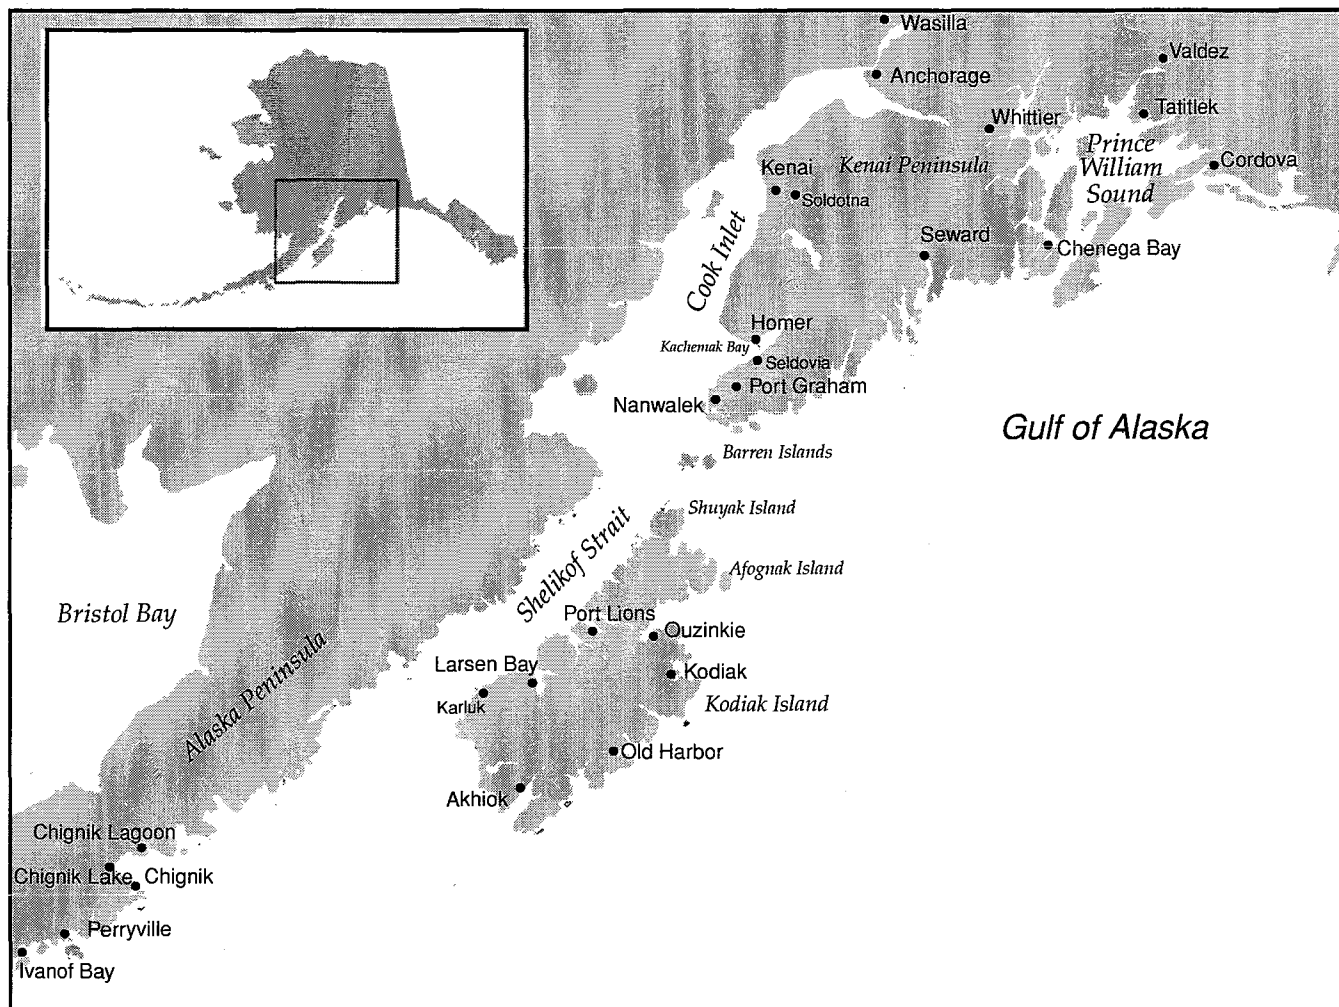 Wasilla
Valdez
Anchorage
Tatitlek
Whittier
Prince
William
Sound
Cordova
Kenai
Kenai Peninsula
Soldotna
Seward
Chenega Bay
Cook Inlet
Homer
Kachemak Bay
Seldovia
Port Graham
Nanwalek
Gulf of Alaska
Barren Islands
Shuyak Island
Shelikof Strait
Afognak Island
Bristol Bay
Port Lions
Ouzinkie
Alaska Peninsula
Larsen Bay
Kodiak
Karluk
Kodiak Island
Old Harbor
Akhiok
Chignik Lagoon
Chignik Lake
Chignik
Perryville
Ivanof Bay